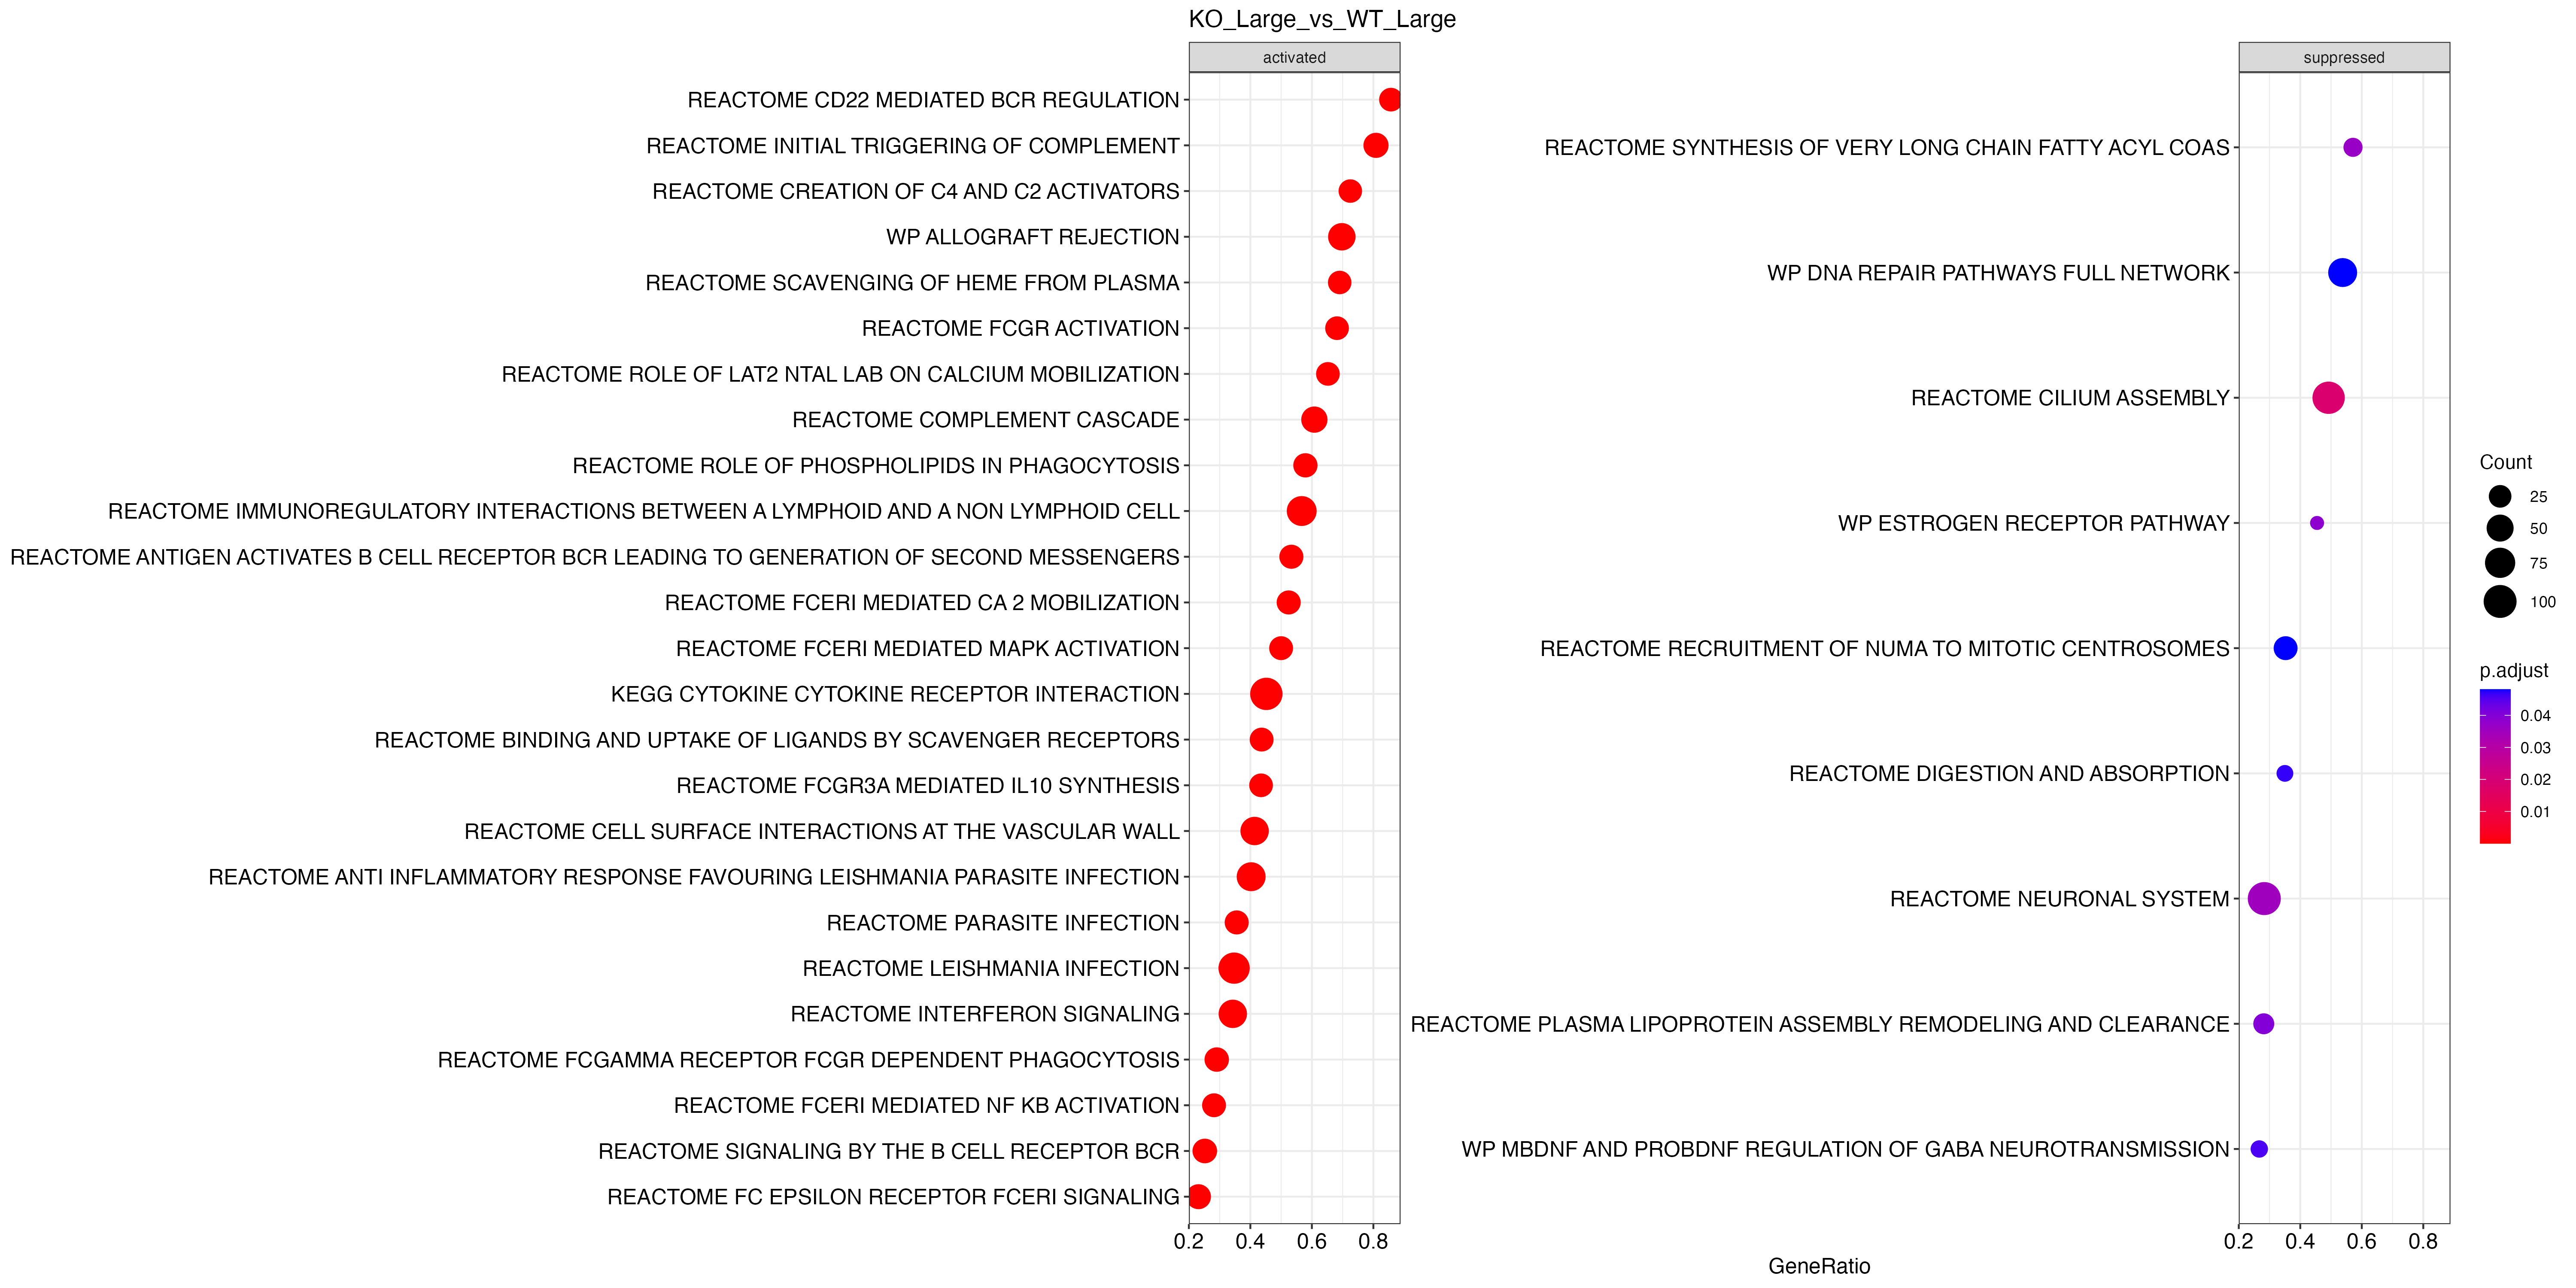 KO_Large_vs_WT_Large
activated
REACTOME CD22 MEDIATED BCR REGULATION
REACTOME INITIAL TRIGGERING OF COMPLEMENT
REACTOME CREATION OF C4 AND C2 ACTIVATORS
WP ALLOGRAFT REJECTION
REACTOME SCAVENGING OF HEME FROM PLASMA
REACTOME FCGR ACTIVATION
REACTOME ROLE OF LAT2 NTAL LAB ON CALCIUM MOBILIZATION
REACTOME COMPLEMENT CASCADE
REACTOME ROLE OF PHOSPHOLIPIDS IN PHAGOCYTOSIS
REACTOME IMMUNOREGULATORY INTERACTIONS BETWEEN A LYMPHOID AND A NON LYMPHOID CELL
REACTOME ANTIGEN ACTIVATES B CELL RECEPTOR BCR LEADING TO GENERATION OF SECOND MESSENGERS
REACTOME FCERI MEDIATED CA 2 MOBILIZATION
REACTOME FCERI MEDIATED MAPK ACTIVATION
KEGG CYTOKINE CYTOKINE RECEPTOR INTERACTION
REACTOME BINDING AND UPTAKE OF LIGANDS BY SCAVENGER RECEPTORS
REACTOME FCGR3A MEDIATED IL10 SYNTHESIS
REACTOME CELL SURFACE INTERACTIONS AT THE VASCULAR WALL
REACTOME ANTI INFLAMMATORY RESPONSE FAVOURING LEISHMANIA PARASITE INFECTION
REACTOME PARASITE INFECTION
REACTOME LEISHMANIA INFECTION
REACTOME INTERFERON SIGNALING
REACTOME FCGAMMA RECEPTOR FCGR DEPENDENT PHAGOCYTOSIS
REACTOME FCERI MEDIATED NF KB ACTIVATION
REACTOME SIGNALING BY THE B CELL RECEPTOR BCR
REACTOME FC EPSILON RECEPTOR FCERI SIGNALING
0.2 0.4 0.6 0.8
suppressed
REACTOME SYNTHESIS OF VERY LONG CHAIN FATTY ACYL COAS
WP DNA REPAIR PATHWAYS FULL NETWORK
REACTOME CILIUM ASSEMBLY
WP ESTROGEN RECEPTOR PATHWAY
REACTOME RECRUITMENT OF NUMA TO MITOTIC CENTROSOMES
REACTOME DIGESTION AND ABSORPTION
REACTOME NEURONAL SYSTEM
REACTOME PLASMA LIPOPROTEIN ASSEMBLY REMODELING AND CLEARANCE
WP MBDNF AND PROBDNF REGULATION OF GABA NEUROTRANSMISSION
0.2 0.4 0.6 0.8
GeneRatio
Count
25
50
75
100
p.adjust
0.04
0.03
0.02
0.01